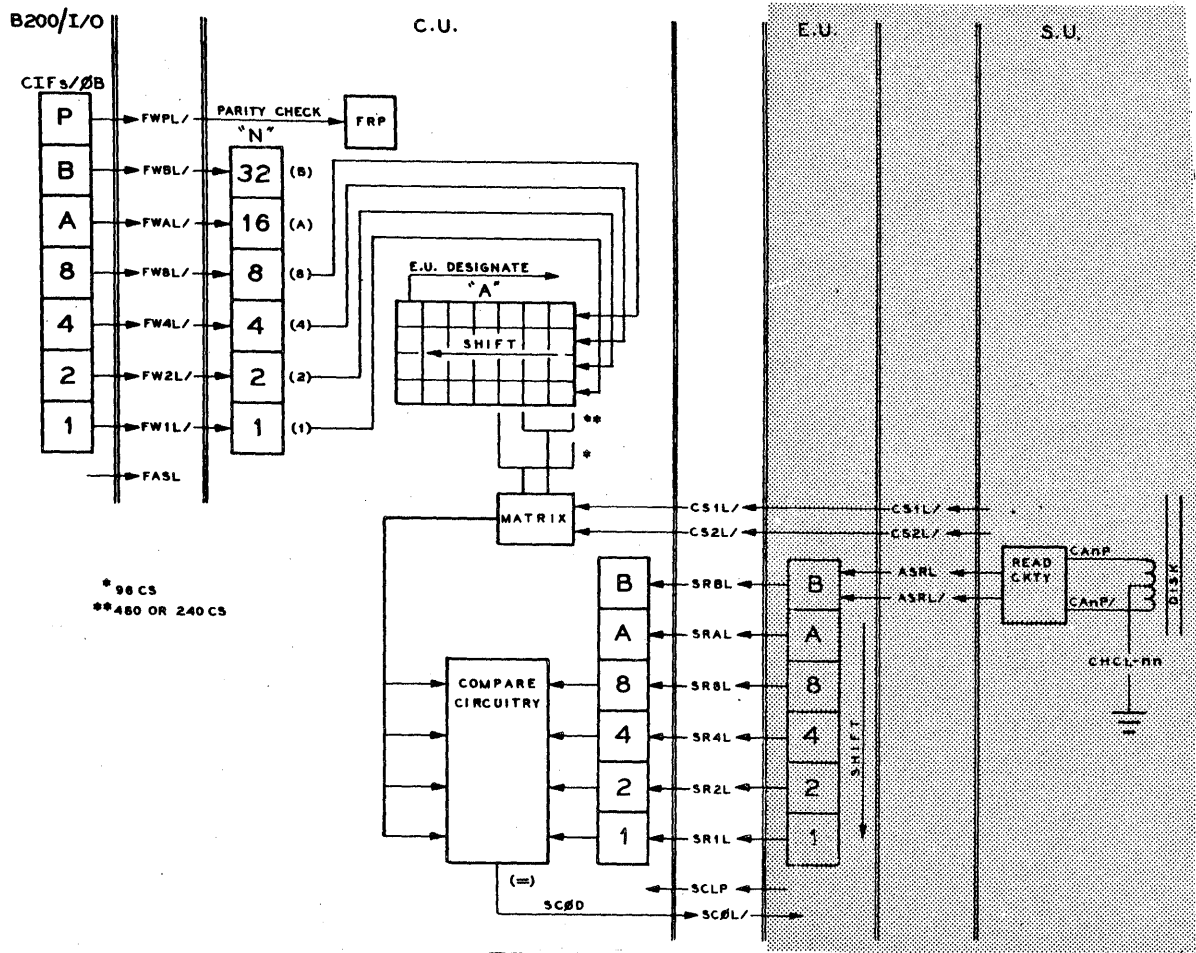 B200/I/O
C.U.
E.U.
S.U.
CIFs/ØB
P
B
A
8
4
2
1
FWPL/
FWBL/
FWAL/
FW8L/
FW4L/
FW2L/
FW1L/
FASL
PARITY CHECK
FRP
"N"
32 (B)
16 (A)
8 (8)
4 (4)
2 (2)
1 (1)
E.U. DESIGNATE
"A"
SHIFT
**
*
MATRIX
CS1L/
CS1L/
CS2L/
CS2L/
* 96 CS
** 480 OR 240 CS
B
A
8
4
2
1
SRBL
SRAL
SR8L
SR4L
SR2L
SR1L
B
A
8
4
2
1
SHIFT
ASRL
ASRL/
READ
CKTY
CAnP
CAnP/
DISK
CHCL-nn
COMPARE
CIRCUITRY
(=)
SCLP
SCØD
SCØL/